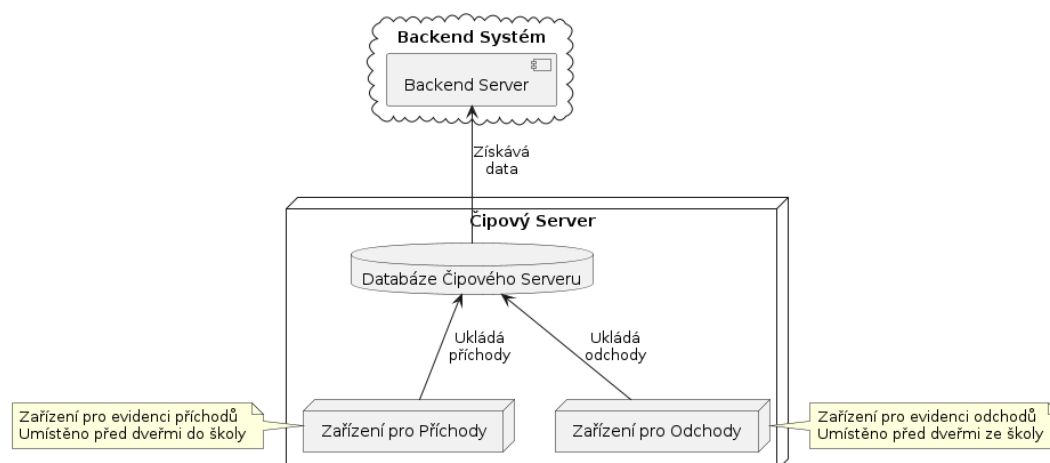 Backend Systém
Backend Server
Získává
data
Čipový Server
Databáze Čipového Serveru
Ukládá
příchody
Ukládá
odchody
Zařízení pro evidenci příchodů
Umístěno před dveřmi do školy
Zařízení pro Příchody
Zařízení pro Odchody
Zařízení pro evidenci odchodů
Umístěno před dveřmi ze školy